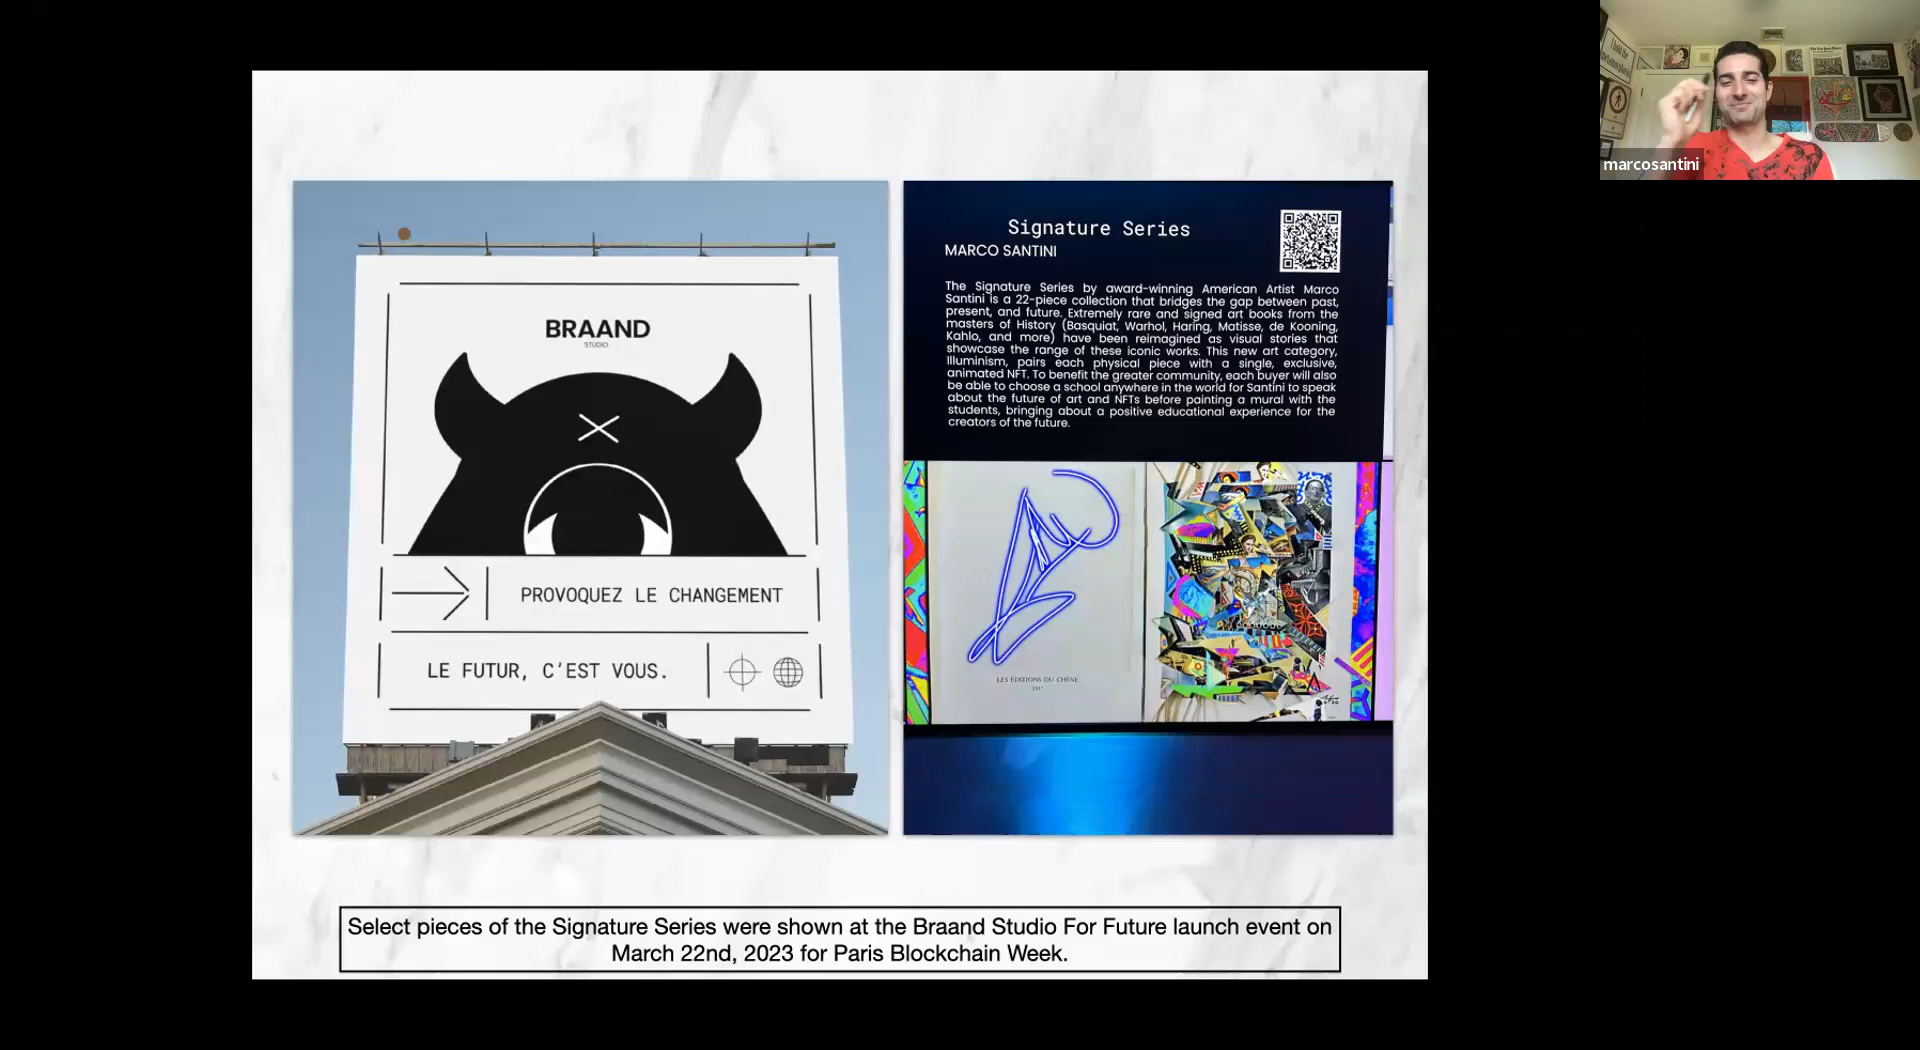 marcosantini
BRAAND
STUDIO
PROVOQUEZ LE CHANGEMENT
LE FUTUR, C'EST VOUS.
Signature Series
MARCO SANTINI
The Signature Series by award-winning American Artist Marco
Santini is a 22-piece collection that bridges the gap between past,
present, and future. Extremely rare and signed art books from the
masters of History (Basquiat, Warhol, Haring, Matisse, de Kooning,
Kahlo, and more) have been reimagined as visual stories that
showcase the range of these iconic works. This new art category,
Illuminism, pairs each physical piece with a single, exclusive,
animated NFT. To benefit the greater community, each buyer will also
be able to choose a school anywhere in the world for Santini to speak
about the future of art and NFTs before painting a mural with the
students, bringing about a positive educational experience for the
creators of the future.
LES ÉDITIONS DU CHÊNE
Select pieces of the Signature Series were shown at the Braand Studio For Future launch event on
March 22nd, 2023 for Paris Blockchain Week.